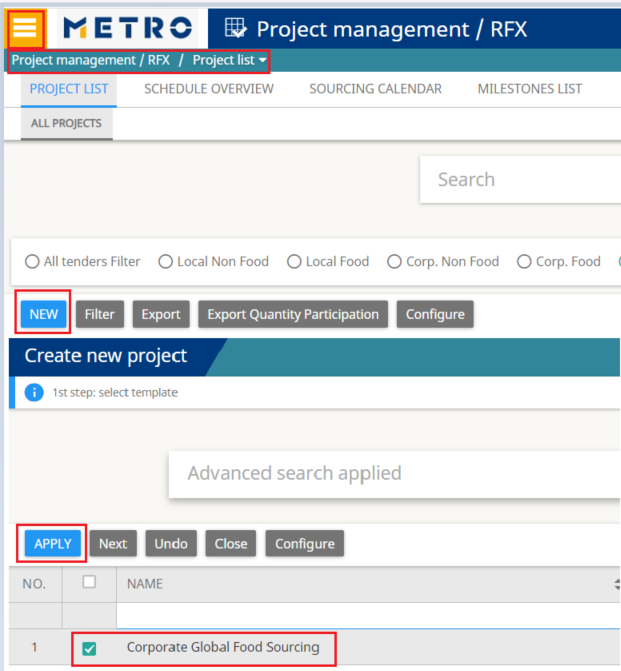 METRO Project management / RFX
Project management / RFX / Project list
PROJECT LIST SCHEDULE OVERVIEW SOURCING CALENDAR MILESTONES LIST
ALL PROJECTS
Search
All tenders Filter Local Non Food Local Food Corp. Non Food Corp. Food
NEW Filter Export Export Quantity Participation Configure
Create new project
1st step: select template
Advanced search applied
APPLY Next Undo Close Configure
NO. NAME
1 Corporate Global Food Sourcing